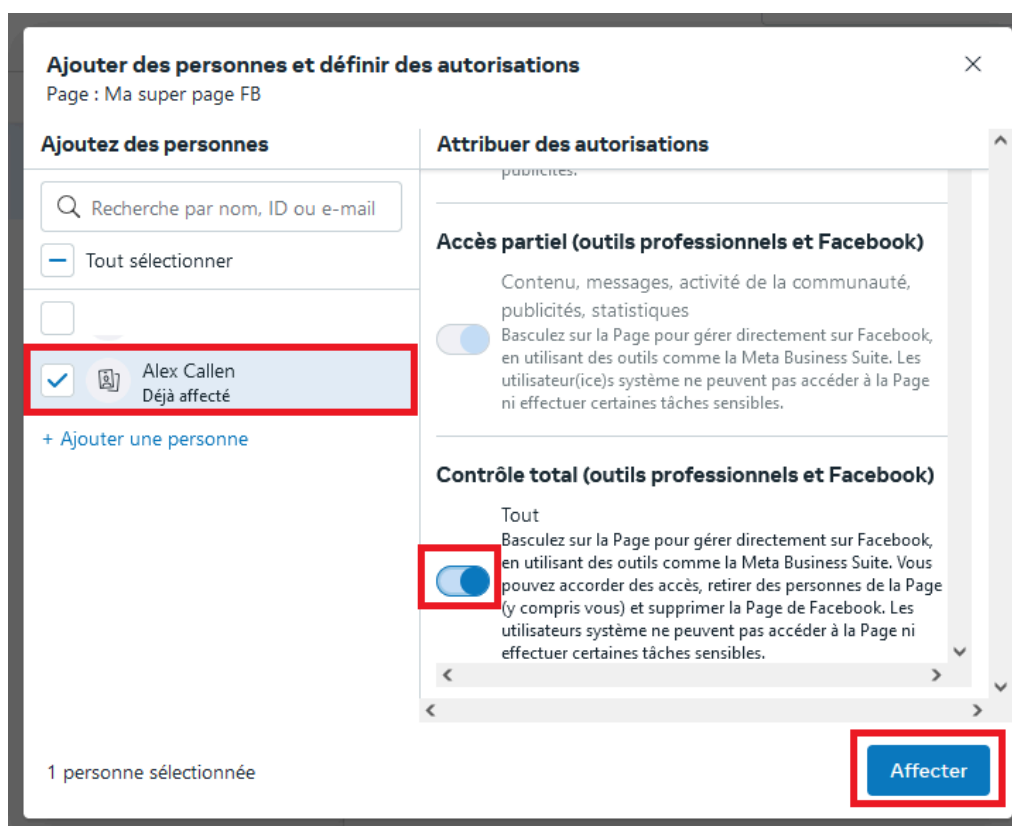 Ajouter des personnes et définir des autorisations
Page : Ma super page FB
Ajoutez des personnes
Recherche par nom, ID ou e-mail
Tout sélectionner
Alex Callen
Déjà affecté
+ Ajouter une personne
Attribuer des autorisations
publicités.
Accès partiel (outils professionnels et Facebook)
Contenu, messages, activité de la communauté,
publicités, statistiques
Basculez sur la Page pour gérer directement sur Facebook,
en utilisant des outils comme la Meta Business Suite. Les
utilisateur(ice)s système ne peuvent pas accéder à la Page
ni effectuer certaines tâches sensibles.
Contrôle total (outils professionnels et Facebook)
Tout
Basculez sur la Page pour gérer directement sur Facebook,
en utilisant des outils comme la Meta Business Suite. Vous
pouvez accorder des accès, retirer des personnes de la Page
(y compris vous) et supprimer la Page de Facebook. Les
utilisateurs système ne peuvent pas accéder à la Page ni
effectuer certaines tâches sensibles.
1 personne sélectionnée
Affecter